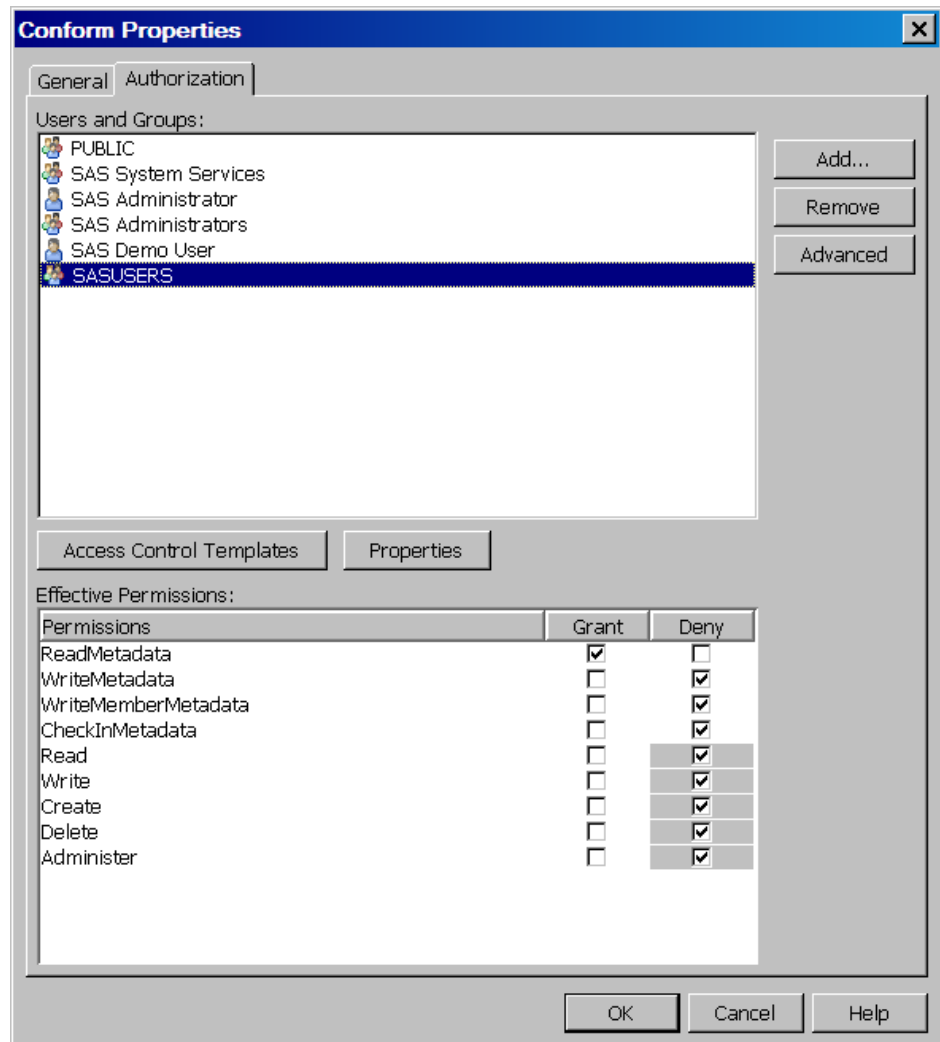 Conform Properties
General Authorization
Users and Groups:
PUBLIC
SAS System Services
SAS Administrator
SAS Administrators
SAS Demo User
SASUSERS
Add...
Remove
Advanced
Access Control Templates Properties
Effective Permissions:
Permissions Grant Deny
ReadMetadata
WriteMetadata
WriteMemberMetadata
CheckInMetadata
Read
Write
Create
Delete
Administer
OK Cancel Help